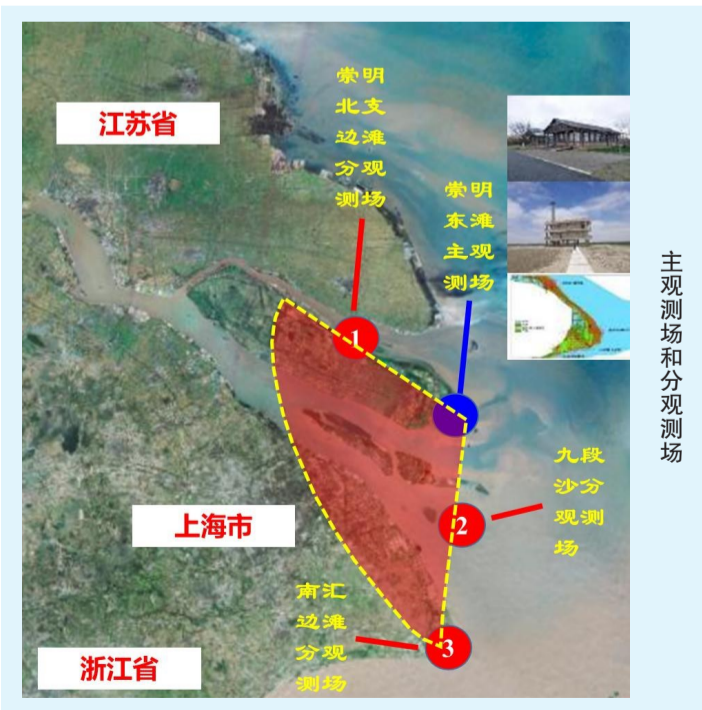 崇明
北支
边滩
分观
测场
江苏省
崇明
东滩
主观
测场
主观测场和分观测场
1
九段
沙分
观测
场
2
上海市
南汇
边滩
分观
测场
3
浙江省